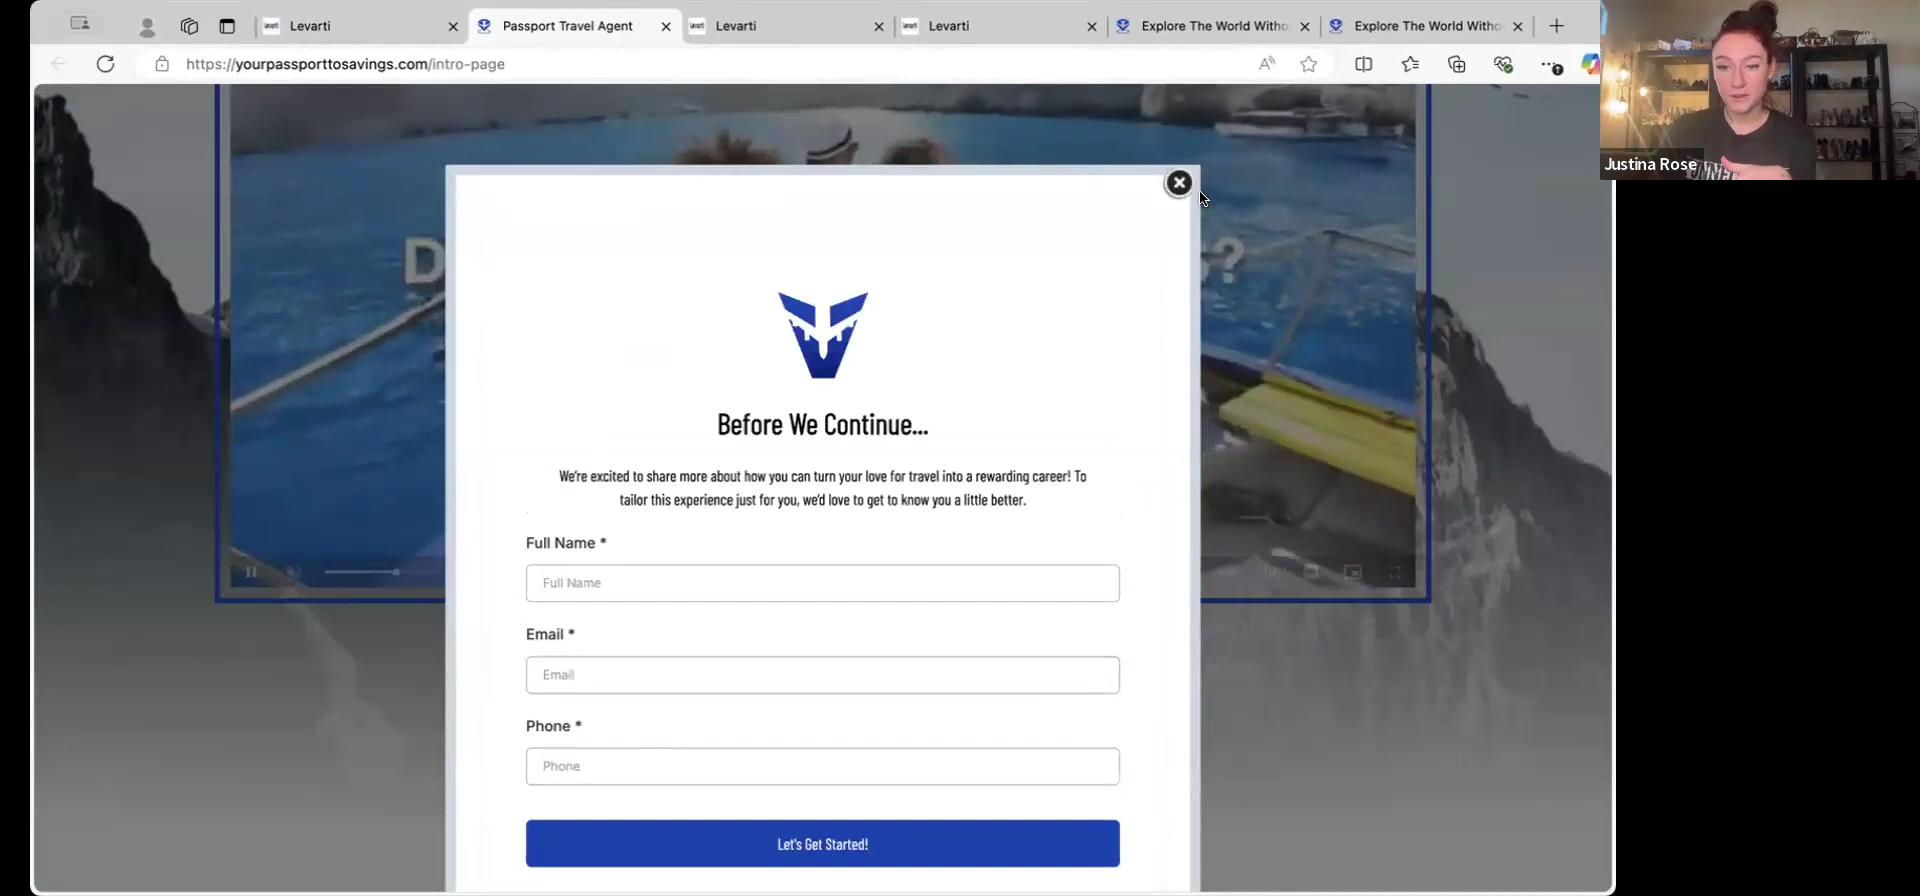 Levarti
Passport Travel Agent
Levarti
Levarti
Explore The World Witho
Explore The World Witho
https://yourpassporttosavings.com/intro-page
Justina Rose
D
?
Before We Continue...
We're excited to share more about how you can turn your love for travel into a rewarding career! To
tailor this experience just for you, we'd love to get to know you a little better.
Full Name *
Full Name
Email *
Email
Phone *
Phone
Let's Get Started!